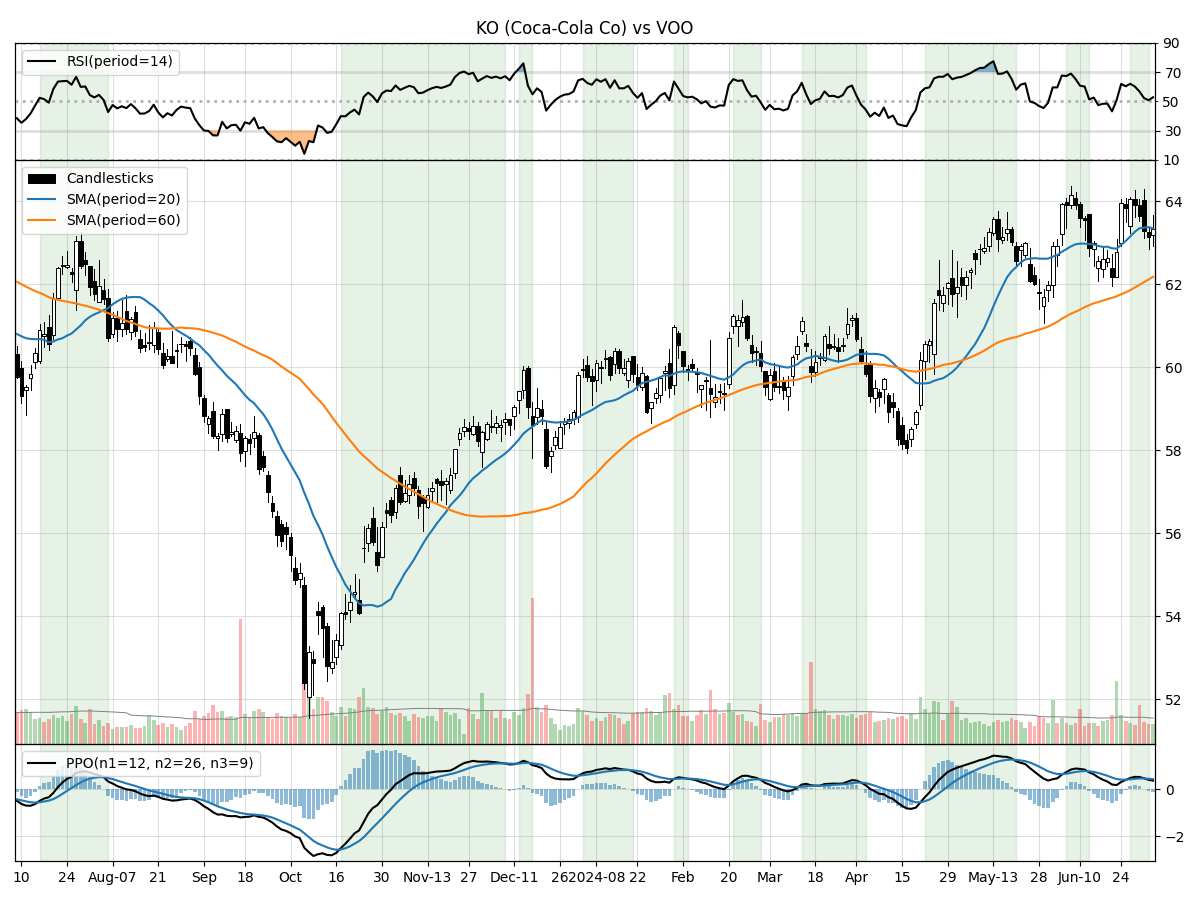 KO (Coca-Cola Co) vs VOO
RSI(period=14)
90
70
50
30
10
Candlesticks
SMA(period=20)
SMA(period=60)
64
62
60
58
56
54
52
PPO(n1=12, n2=26, n3=9)
0
−2
10 24 Aug-07 21 Sep 18 Oct 16 30 Nov-13 27 Dec-11 26 2024-08 22 Feb 20 Mar 18 Apr 15 29 May-13 28 Jun-10 24